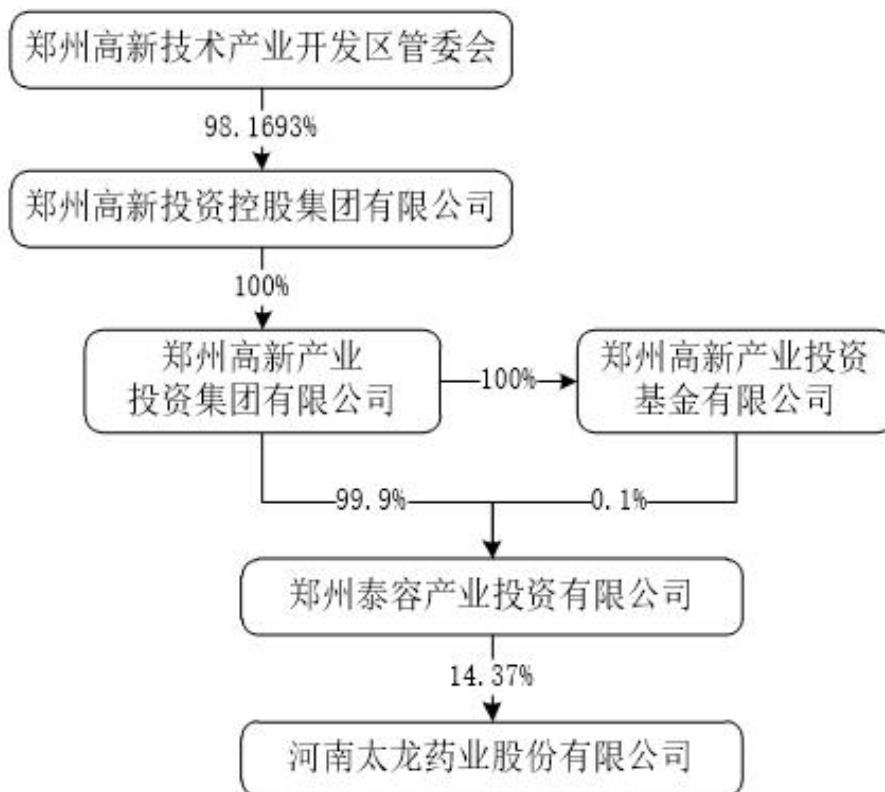 郑州高新技术产业开发区管委会
98.1693%
郑州高新投资控股集团有限公司
100%
郑州高新产业
投资集团有限公司
100%
郑州高新产业投资
基金有限公司
99.9%
0.1%
郑州泰容产业投资有限公司
14.37%
河南太龙药业股份有限公司